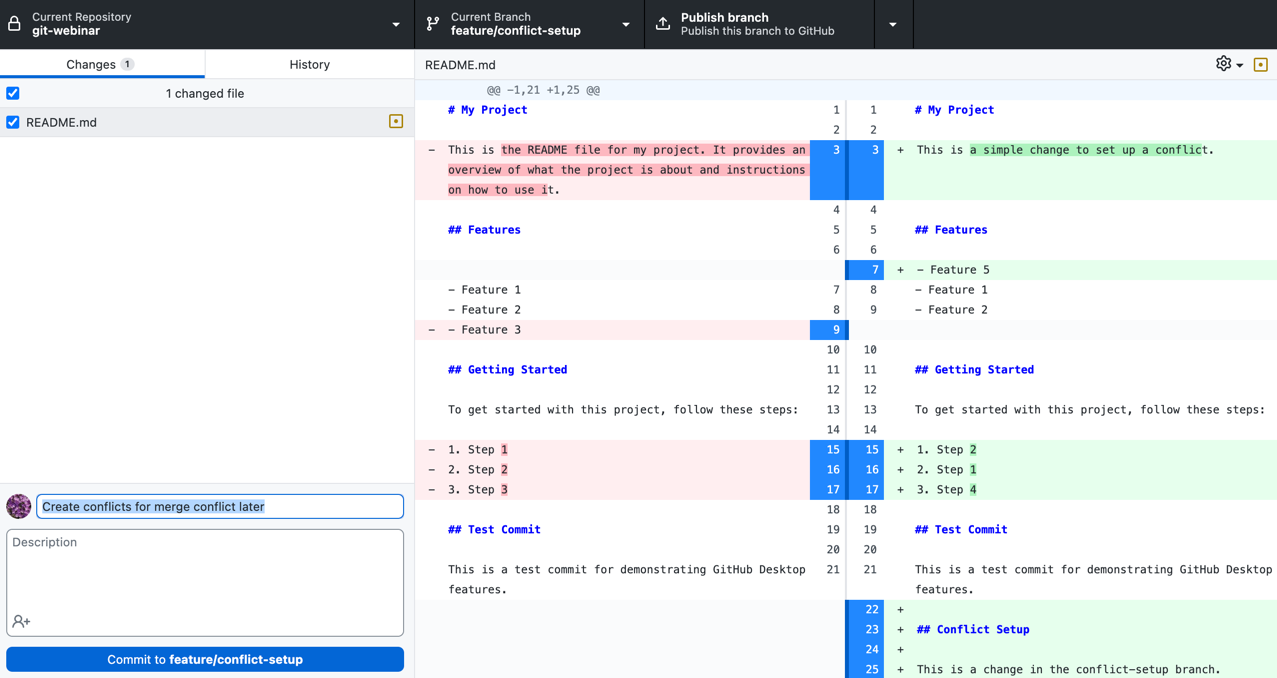 Current Repository
git-webinar
Current Branch
feature/conflict-setup
Publish branch
Publish this branch to GitHub
Changes 1
History
1 changed file
README.md
Create conflicts for merge conflict later
Description
Commit to feature/conflict-setup
README.md
@@ -1,21 +1,25 @@
# My Project 1
2
- This is the README file for my project. It provides an 3
overview of what the project is about and instructions
on how to use it.
4
## Features 5
6
- Feature 1 7
- Feature 2 8
- - Feature 3 9
10
## Getting Started 11
12
To get started with this project, follow these steps: 13
14
- 1. Step 1 15
- 2. Step 2 16
- 3. Step 3 17
18
## Test Commit 19
20
This is a test commit for demonstrating GitHub Desktop 21
features.
1 # My Project
2
3 + This is a simple change to set up a conflict.
4
5 ## Features
6
7 + - Feature 5
8 - Feature 1
9 - Feature 2
10
11 ## Getting Started
12
13 To get started with this project, follow these steps:
14
15 + 1. Step 2
16 + 2. Step 1
17 + 3. Step 4
18
19 ## Test Commit
20
21 This is a test commit for demonstrating GitHub Desktop
features.
22 +
23 + ## Conflict Setup
24 +
25 + This is a change in the conflict-setup branch.